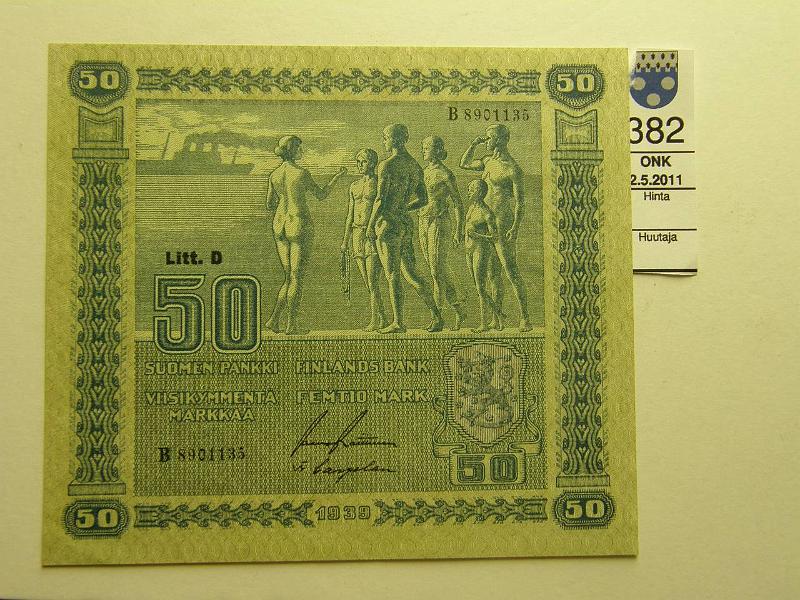 50 50
B 8901135
Litt. D
50
SUOMEN PANKKI FINLANDS BANK
VIISIKYMMENTÄ FEMTIO MARK
MARKKAA
B 8901135
50
50 1939 50
382
ONK
2.5.2011
Hinta
Huutaja